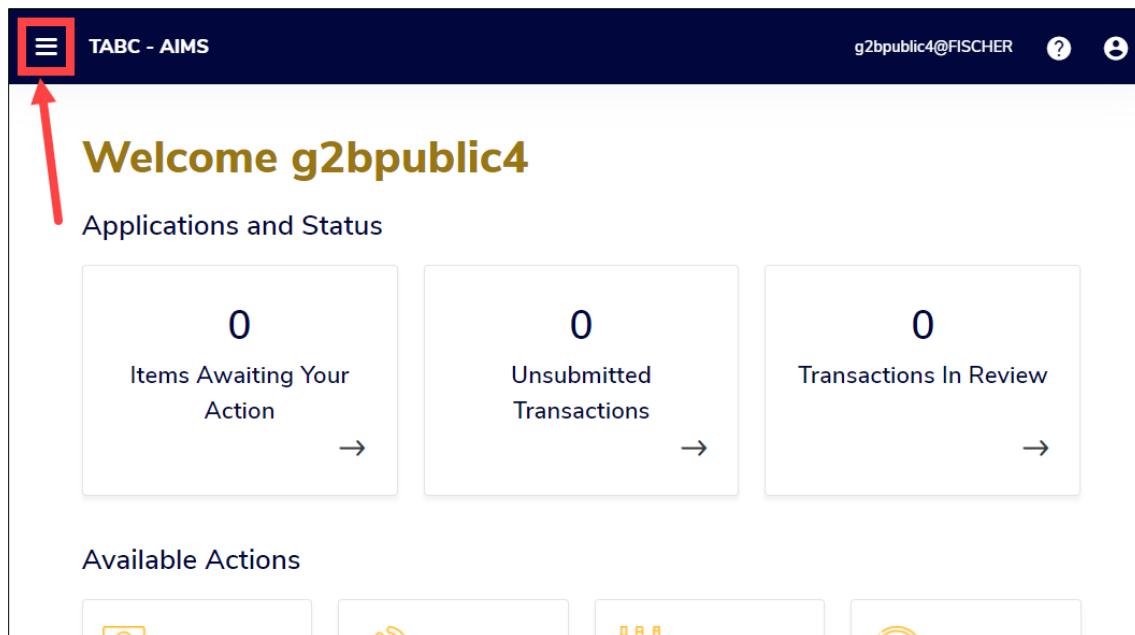 TABC - AIMS
g2bpublic4@FISCHER
Welcome g2bpublic4
Applications and Status
0
Items Awaiting Your
Action
0
Unsubmitted
Transactions
0
Transactions In Review
Available Actions